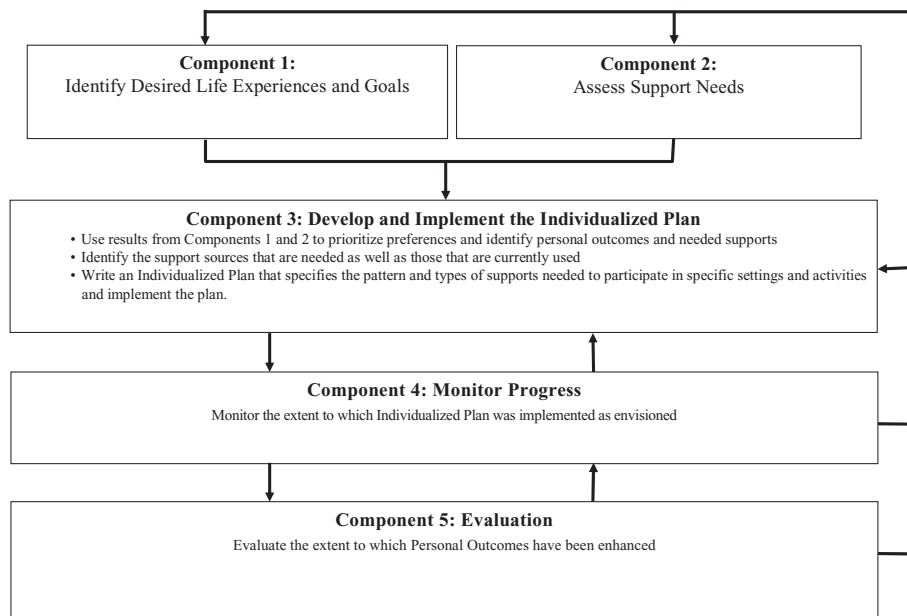 Component 1:
Identify Desired Life Experiences and Goals
Component 2:
Assess Support Needs
Component 3: Develop and Implement the Individualized Plan
• Use results from Components 1 and 2 to prioritize preferences and identify personal outcomes and needed supports
• Identify the support sources that are needed as well as those that are currently used
• Write an Individualized Plan that specifies the pattern and types of supports needed to participate in specific settings and activities
and implement the plan.
Component 4: Monitor Progress
Monitor the extent to which Individualized Plan was implemented as envisioned
Component 5: Evaluation
Evaluate the extent to which Personal Outcomes have been enhanced